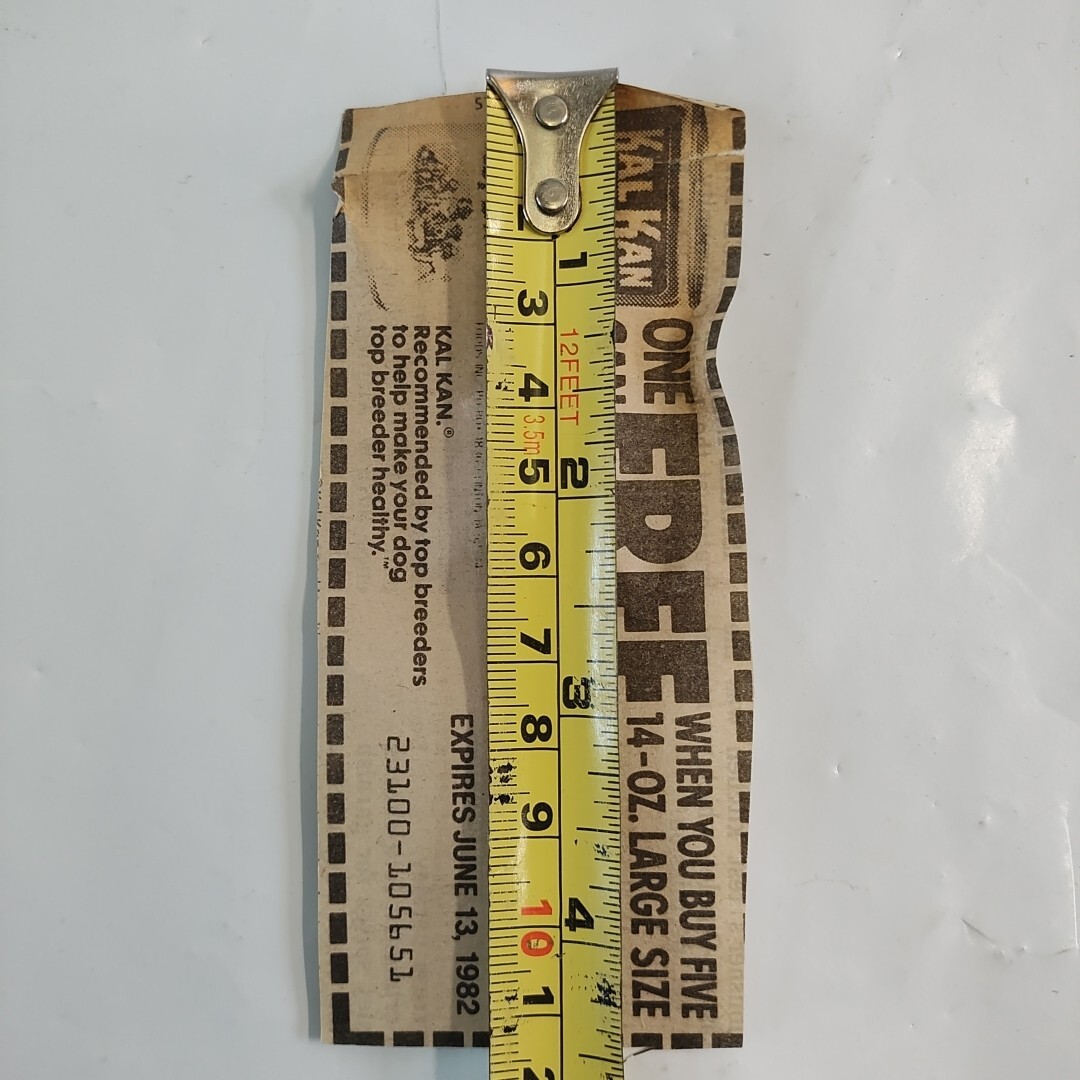 KAL KAN
ONE
CAN
FREE
WHEN YOU BUY FIVE
14-OZ. LARGE SIZE
EXPIRES JUNE 13, 1982
KAL KAN.®
Recommended by top breeders
to help make your dog
top breeder healthy.™
23100-105651
1
12FEET
2
3
4
3
4
3.5m
5
6
7
8
9
10
1